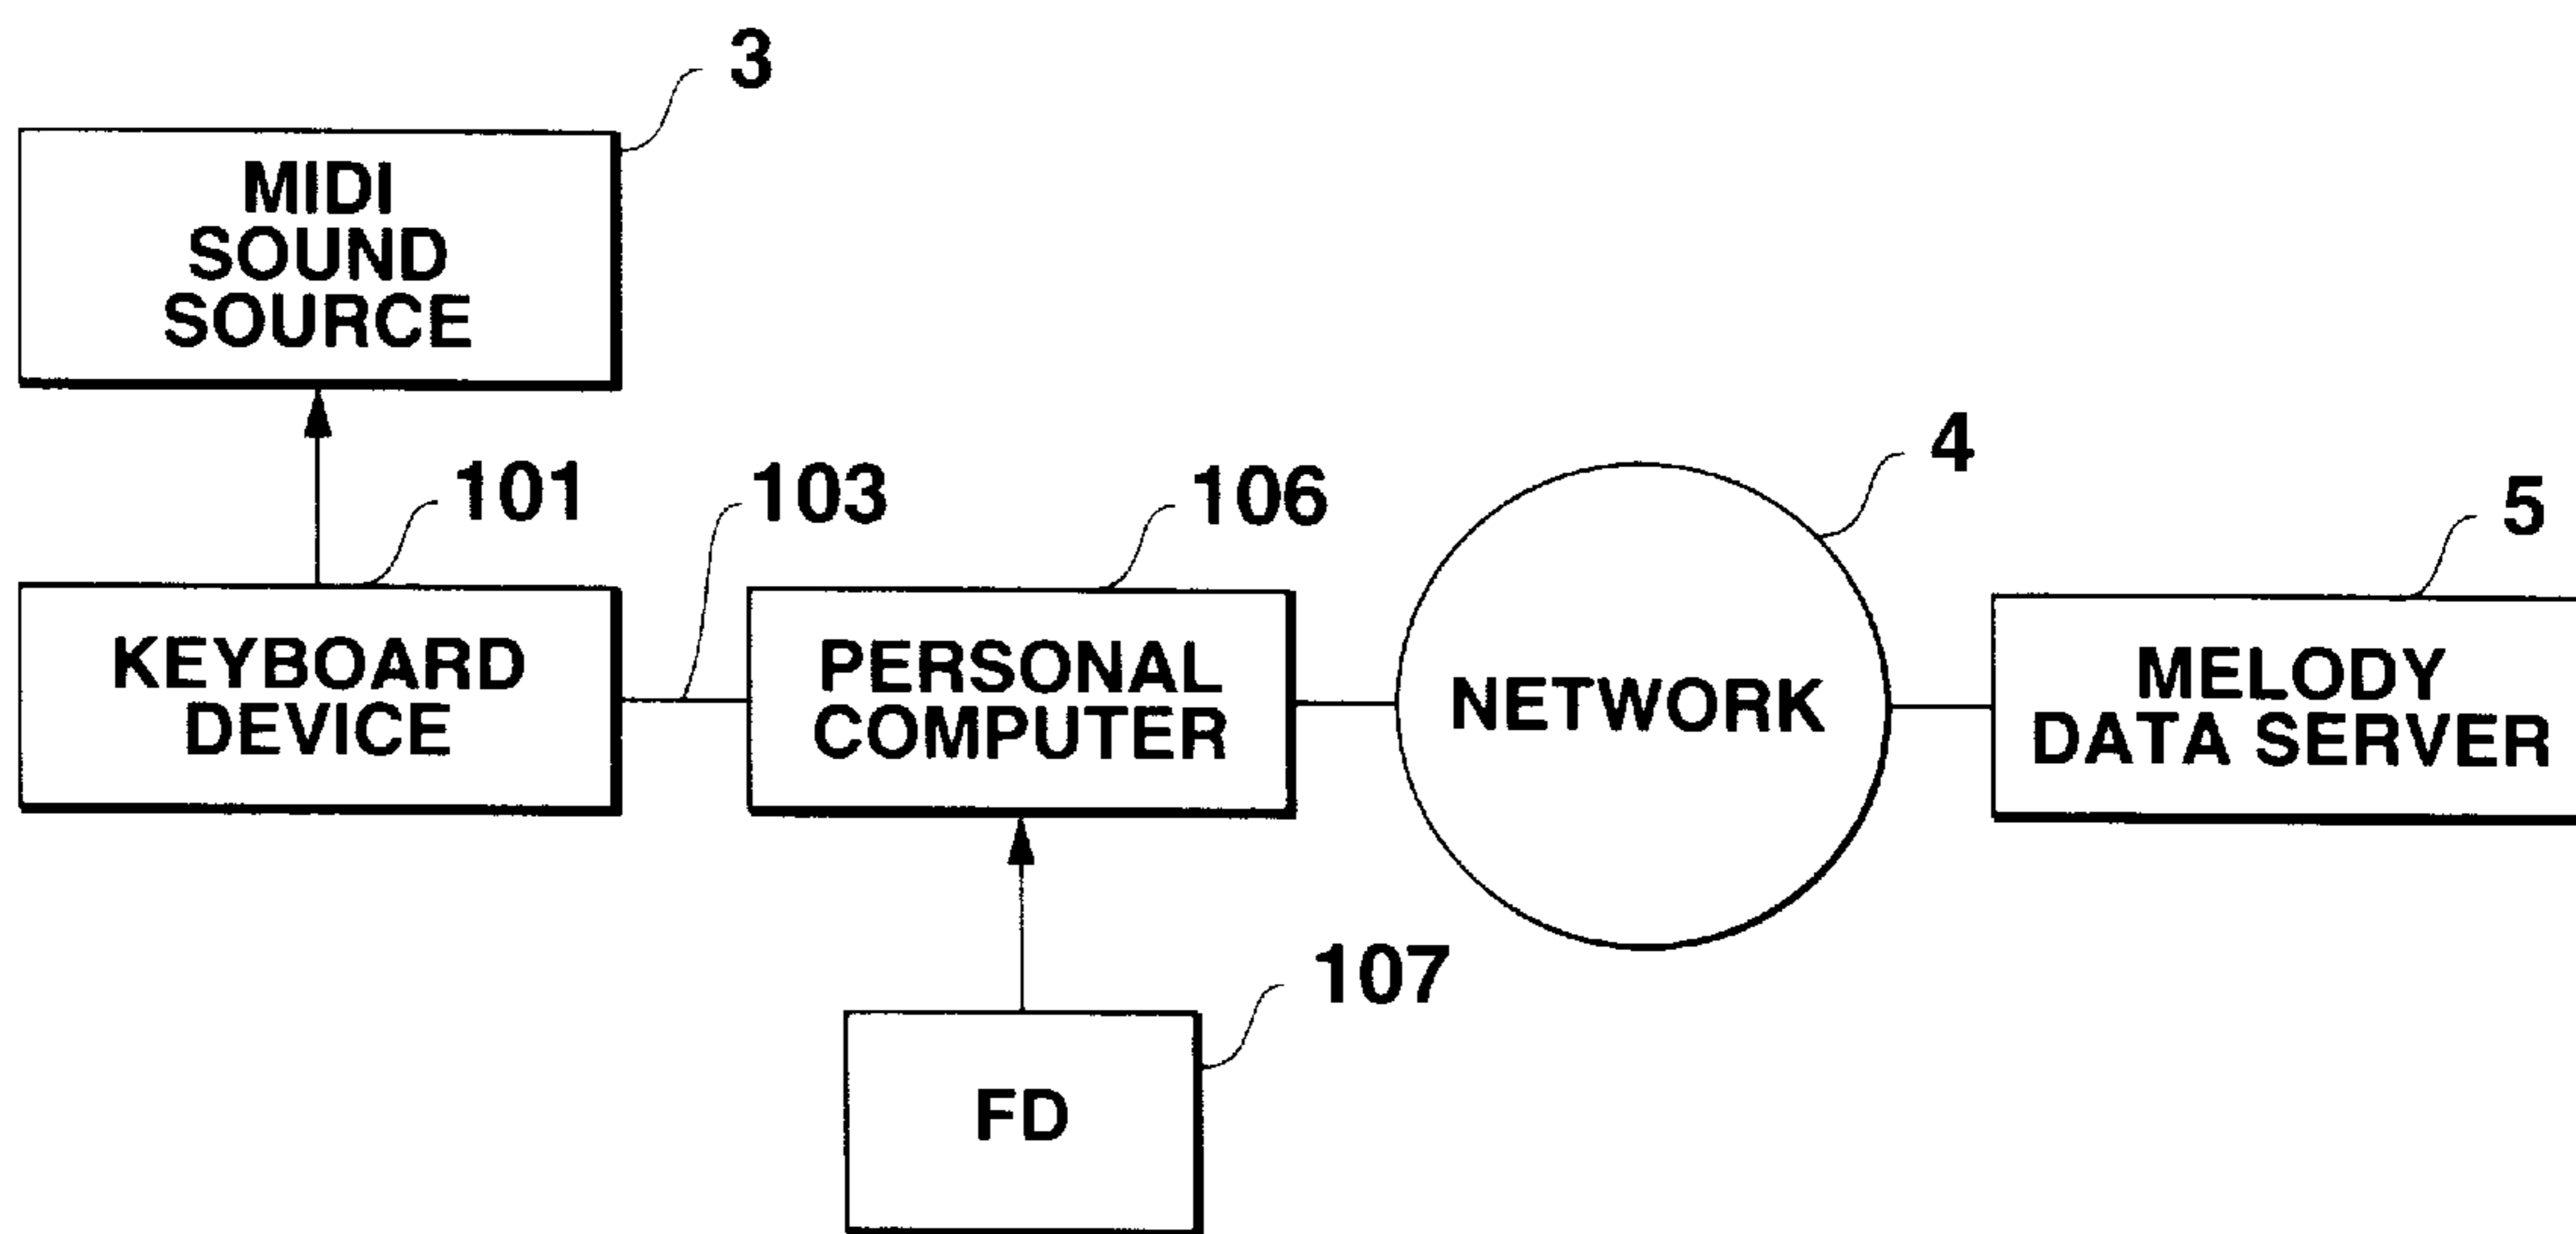 3
MIDI
SOUND
SOURCE
4
101
103
106
5
KEYBOARD
DEVICE
PERSONAL
COMPUTER
NETWORK
MELODY
DATA SERVER
107
FD